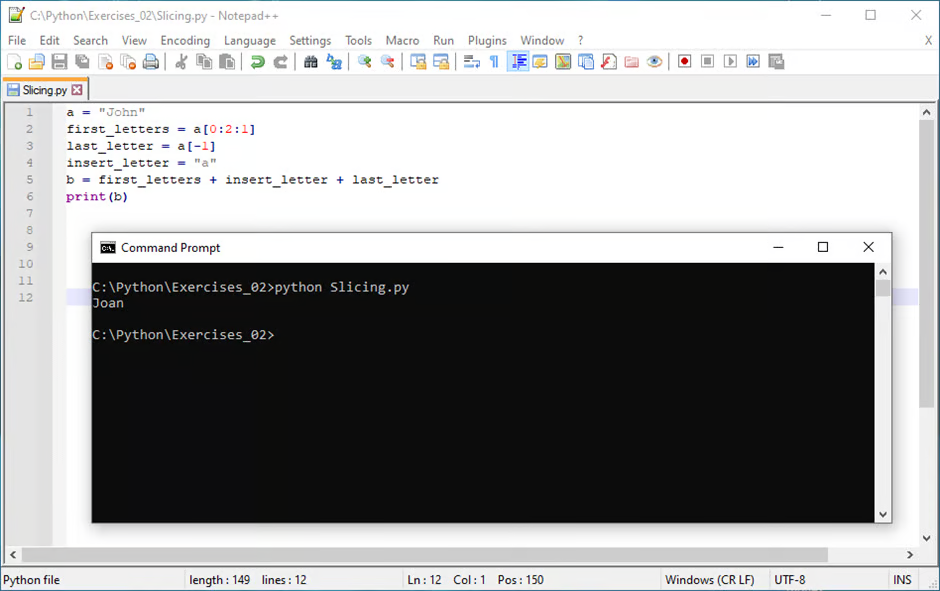 C:\Python\Exercises_02\Slicing.py - Notepad++
File Edit Search View Encoding Language Settings Tools Macro Run Plugins Window ? X
Slicing.py
1 a = "John"
2 first_letters = a[0:2:1]
3 last_letter = a[-1]
4 insert_letter = "a"
5 b = first_letters + insert_letter + last_letter
6 print(b)
7
8
9
10
11
12
Command Prompt
C:\Python\Exercises_02>python Slicing.py
Joan
C:\Python\Exercises_02>
Python file length : 149 lines : 12 Ln : 12 Col : 1 Pos : 150 Windows (CR LF) UTF-8 INS